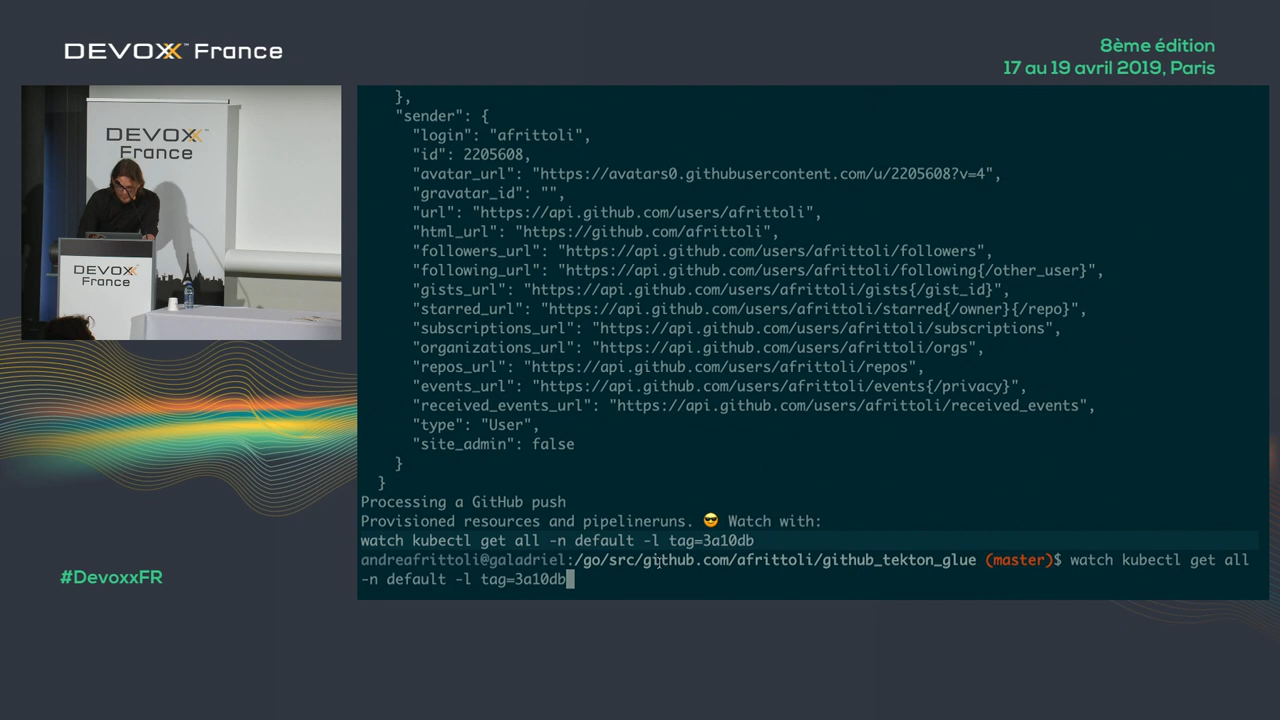 DEVOXX™ France
8ème édition
17 au 19 avril 2019, Paris
DEVOXX™
France
DEVOXX
France
#DevoxxFR
},
"sender": {
"login": "afrittoli",
"id": 2205608,
"avatar_url": "https://avatars0.githubusercontent.com/u/2205608?v=4",
"gravatar_id": "",
"url": "https://api.github.com/users/afrittoli",
"html_url": "https://github.com/afrittoli",
"followers_url": "https://api.github.com/users/afrittoli/followers",
"following_url": "https://api.github.com/users/afrittoli/following{/other_user}",
"gists_url": "https://api.github.com/users/afrittoli/gists{/gist_id}",
"starred_url": "https://api.github.com/users/afrittoli/starred{/owner}{/repo}",
"subscriptions_url": "https://api.github.com/users/afrittoli/subscriptions",
"organizations_url": "https://api.github.com/users/afrittoli/orgs",
"repos_url": "https://api.github.com/users/afrittoli/repos",
"events_url": "https://api.github.com/users/afrittoli/events{/privacy}",
"received_events_url": "https://api.github.com/users/afrittoli/received_events",
"type": "User",
"site_admin": false
}
}
Processing a GitHub push
Provisioned resources and pipelineruns. 😎 Watch with:
watch kubectl get all -n default -l tag=3a10db
andreafrittoli@galadriel:/go/src/github.com/afrittoli/github_tekton_glue (master)$ watch kubectl get all
-n default -l tag=3a10db